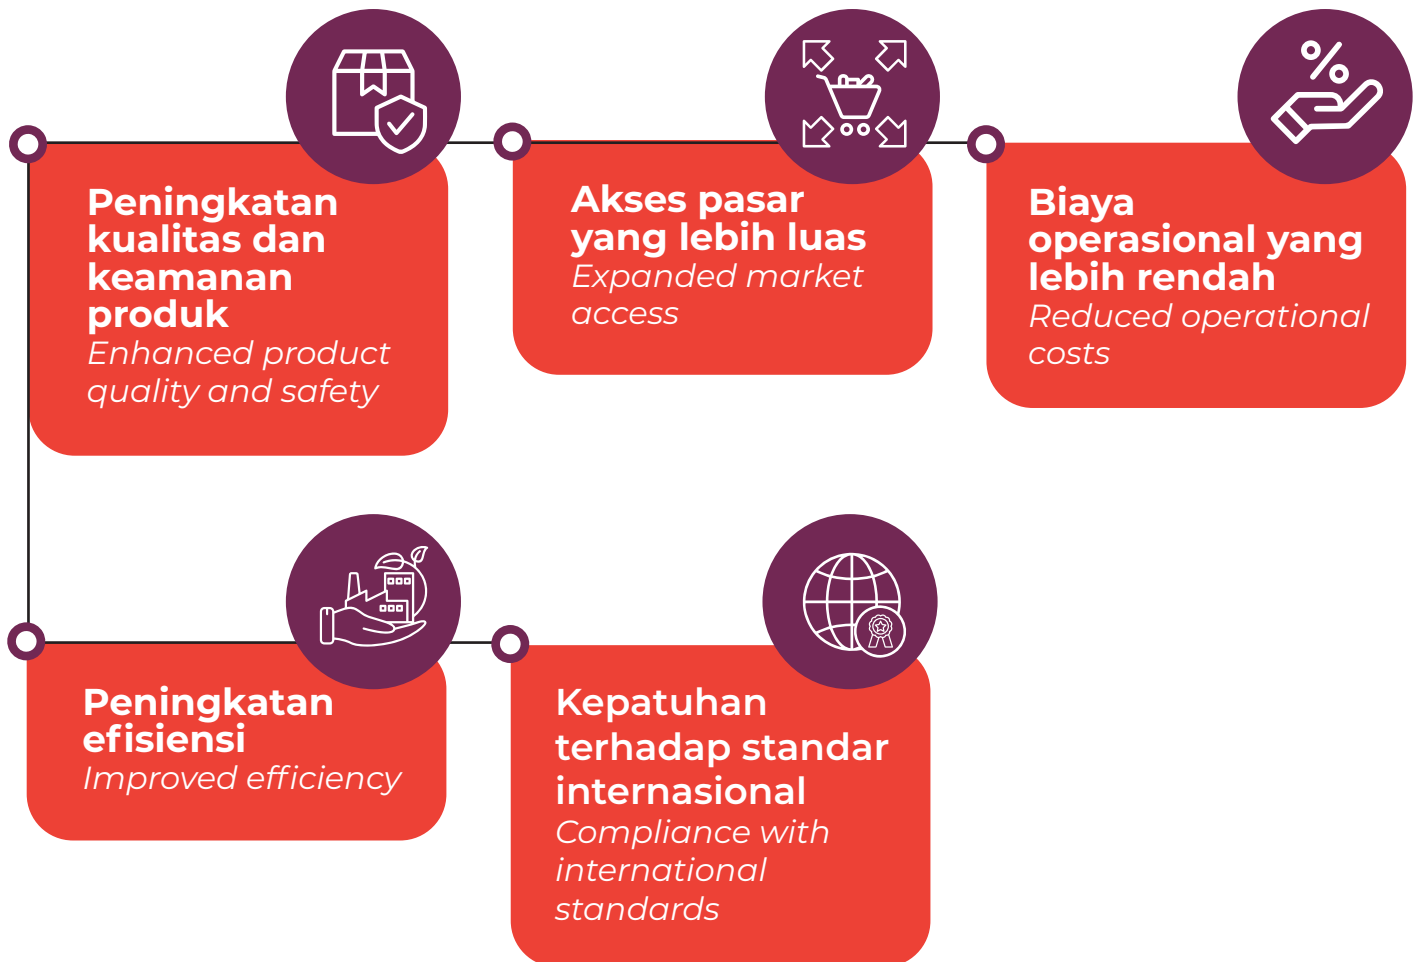 Peningkatan
kualitas dan
keamanan
produk
Enhanced product
quality and safety
Akses pasar
yang lebih luas
Expanded market
access
Biaya
operasional yang
lebih rendah
Reduced operational
costs
Peningkatan
efisiensi
Improved efficiency
Kepatuhan
terhadap standar
internasional
Compliance with
international
standards